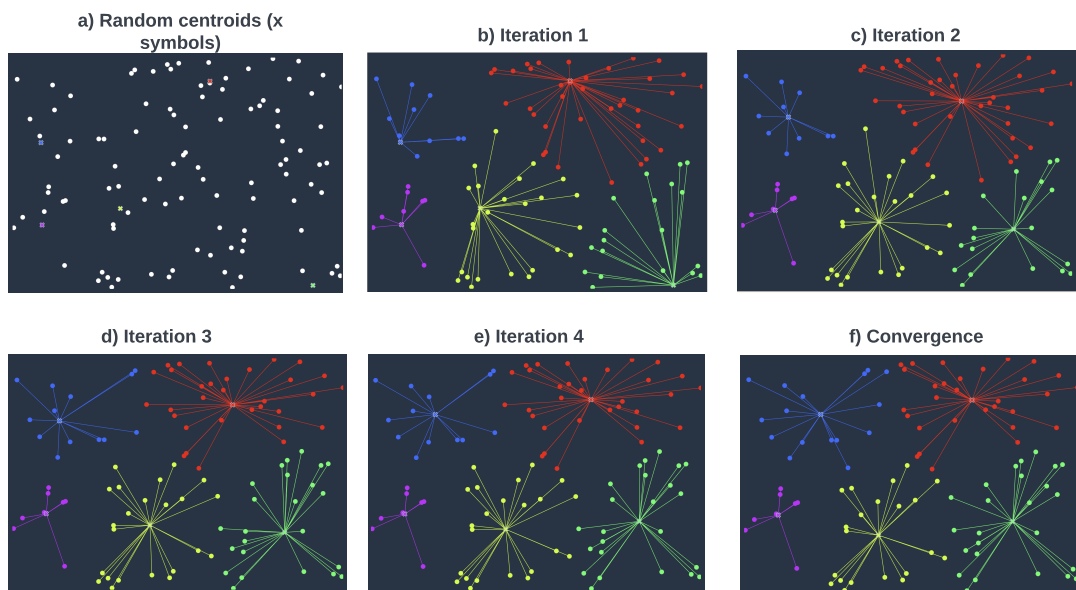 a) Random centroids (x
symbols)
b) Iteration 1
c) Iteration 2
d) Iteration 3
e) Iteration 4
f) Convergence